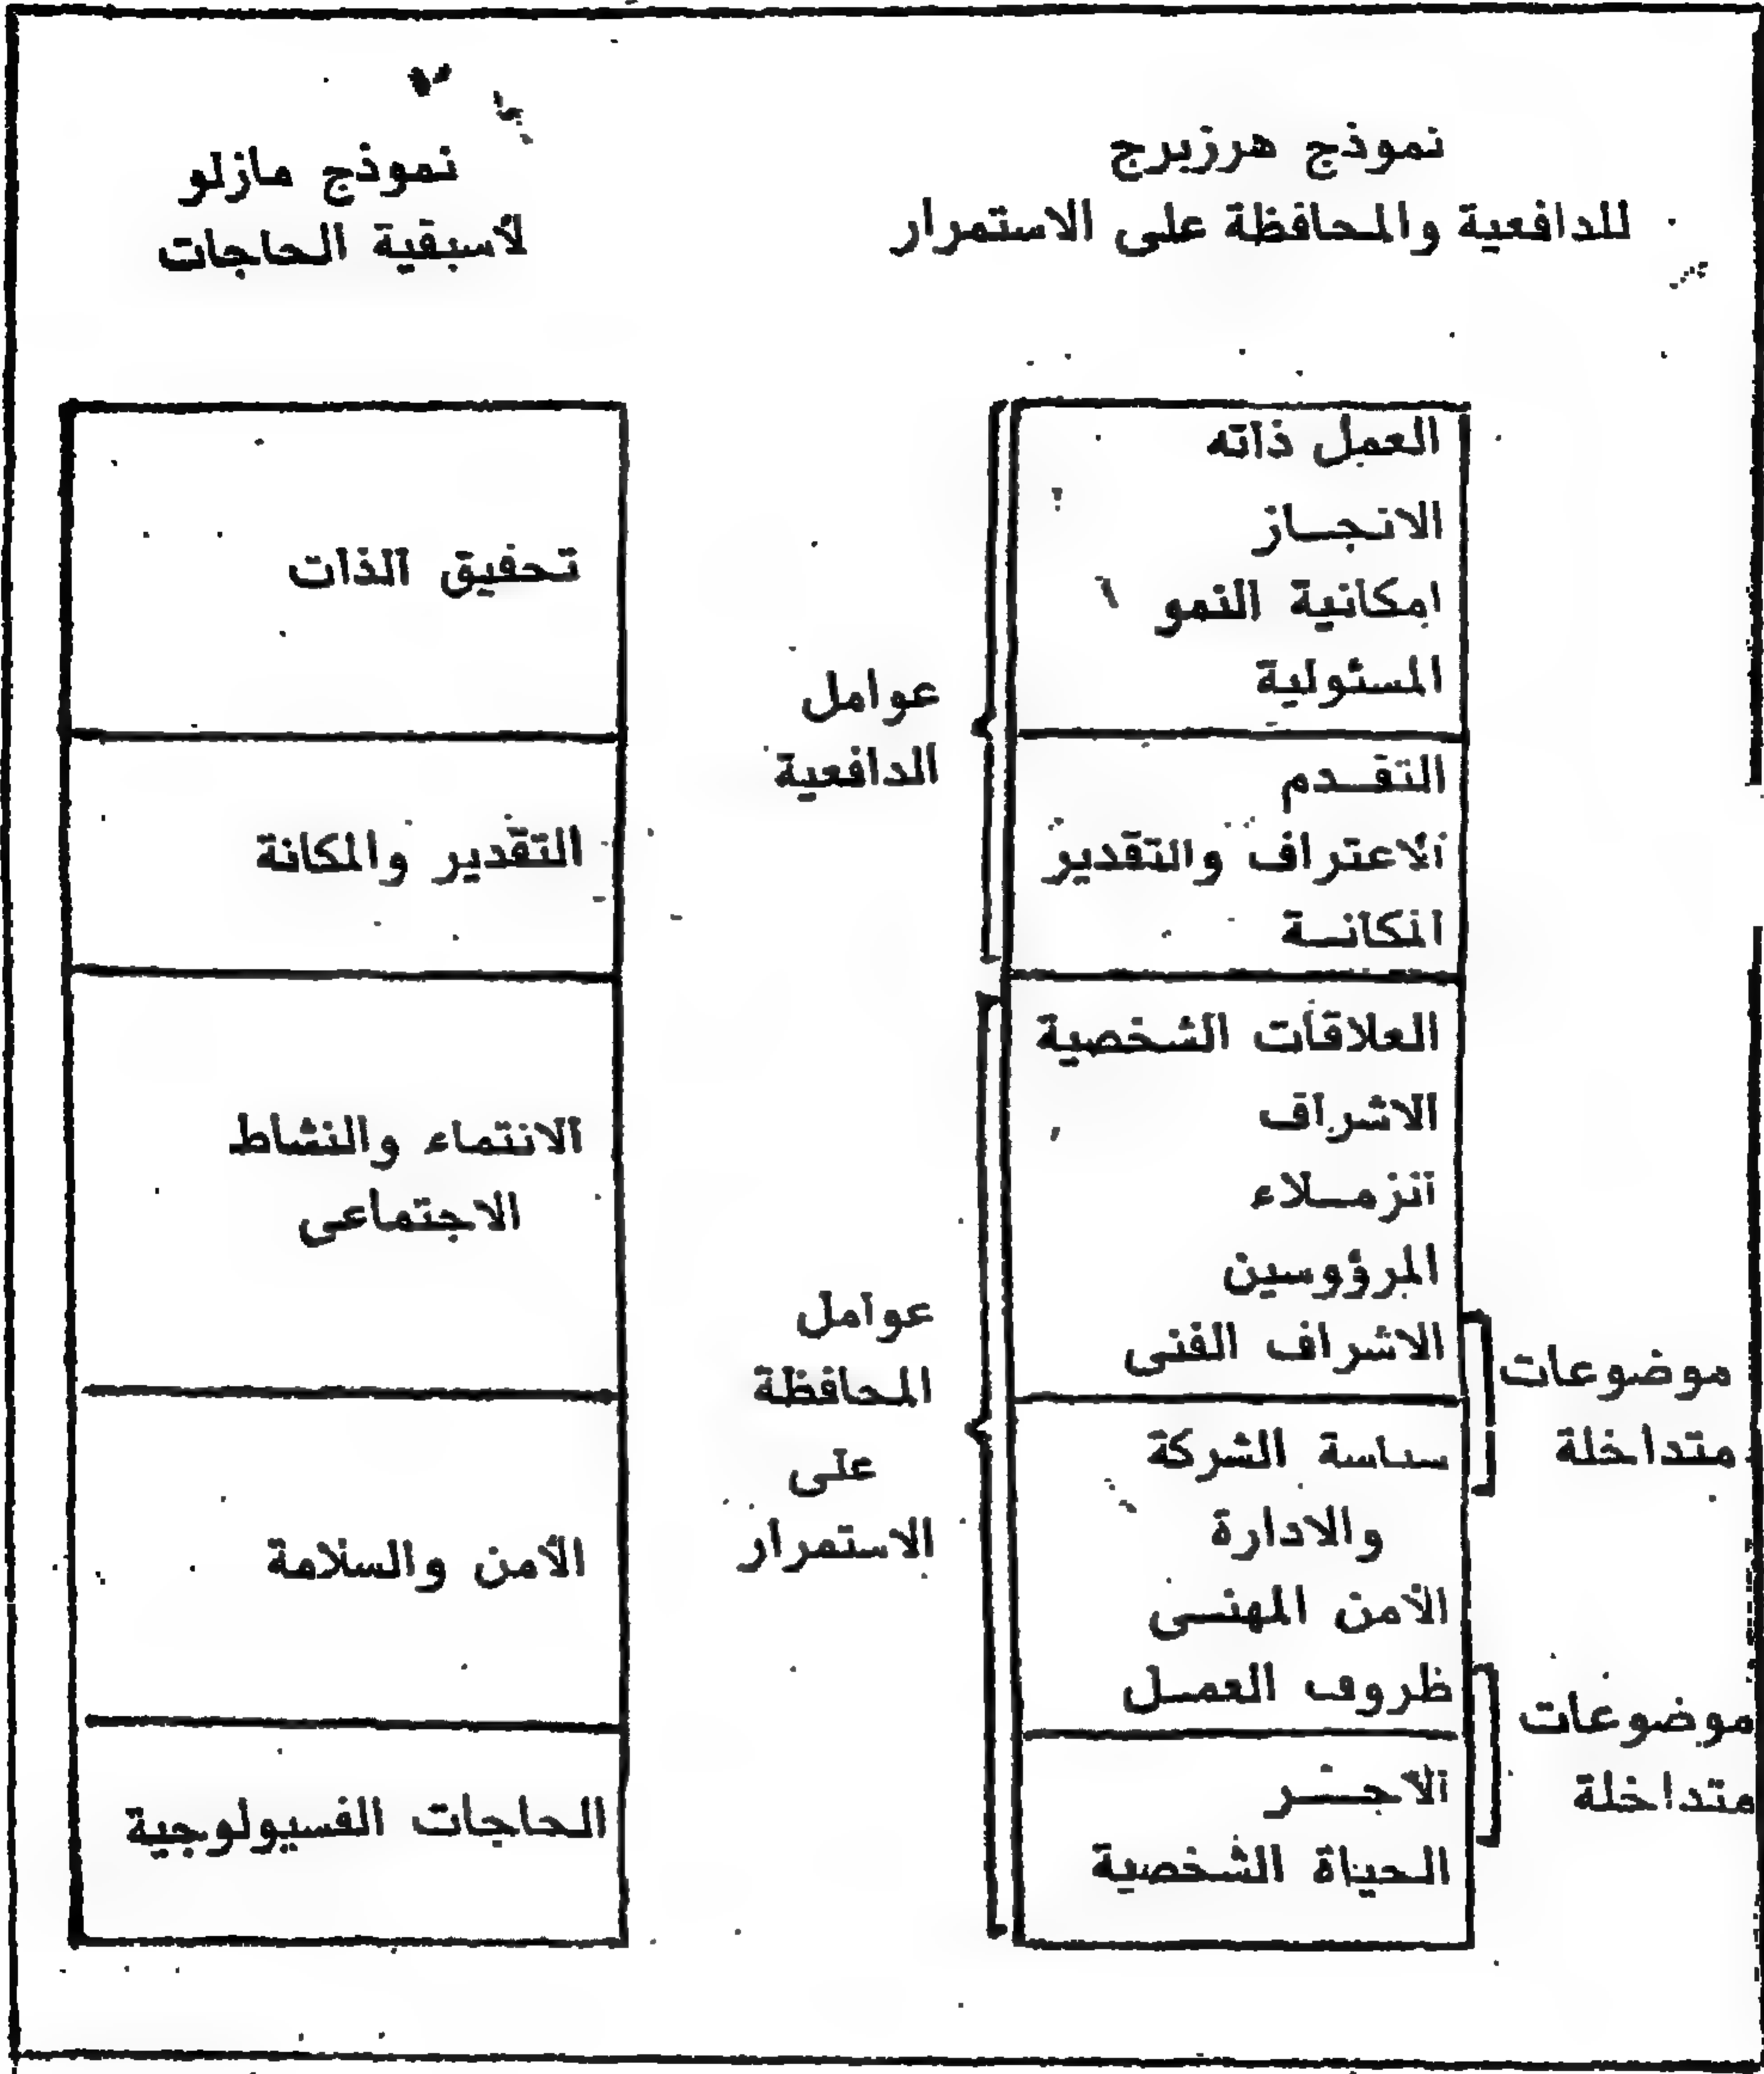 نموذج هرزبرج
للدافعية والمحافظة على الاستمرار
العمل ذاته
الانجاز
امكانية النمو
المسئولية
التقدم
الاعتراف والتقدير
المكانة
العلاقات الشخصية
الاشراف
الزملاء
المرؤوسين
الاشراف الفنى
سياسة الشركة
والادارة
الأمن المهنى
ظروف العمل
الأجر
الحياة الشخصية
موضوعات
متداخلة
موضوعات
متداخلة
عوامل
الدافعية
عوامل
المحافظة
على
الاستمرار
نموذج مازلو
لأسبقية الحاجات
تحقيق الذات
التقدير والمكانة
الانتماء والنشاط
الاجتماعى
الأمن والسلامة
الحاجات الفسيولوجية